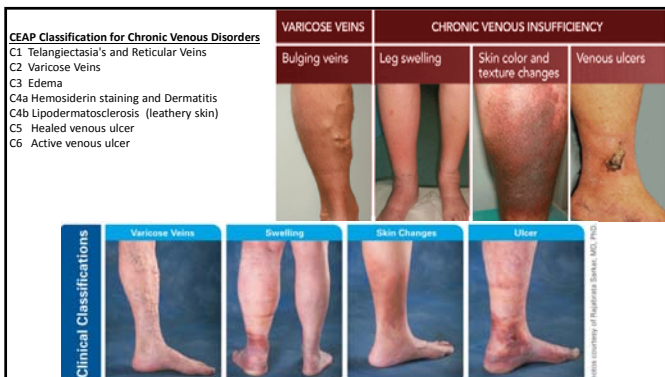 CEAP Classification for Chronic Venous Disorders
C1 Telangiectasia's and Reticular Veins
C2 Varicose Veins
C3 Edema
C4a Hemosiderin staining and Dermatitis
C4b Lipodermatosclerosis (leathery skin)
C5 Healed venous ulcer
C6 Active venous ulcer
VARICOSE VEINS
CHRONIC VENOUS INSUFFICIENCY
Bulging veins
Leg swelling
Skin color and
texture changes
Venous ulcers
Clinical Classifications
Varicose Veins
Swelling
Skin Changes
Ulcer
photos courtesy of Rajabrata Sarkar, MD, PhD.